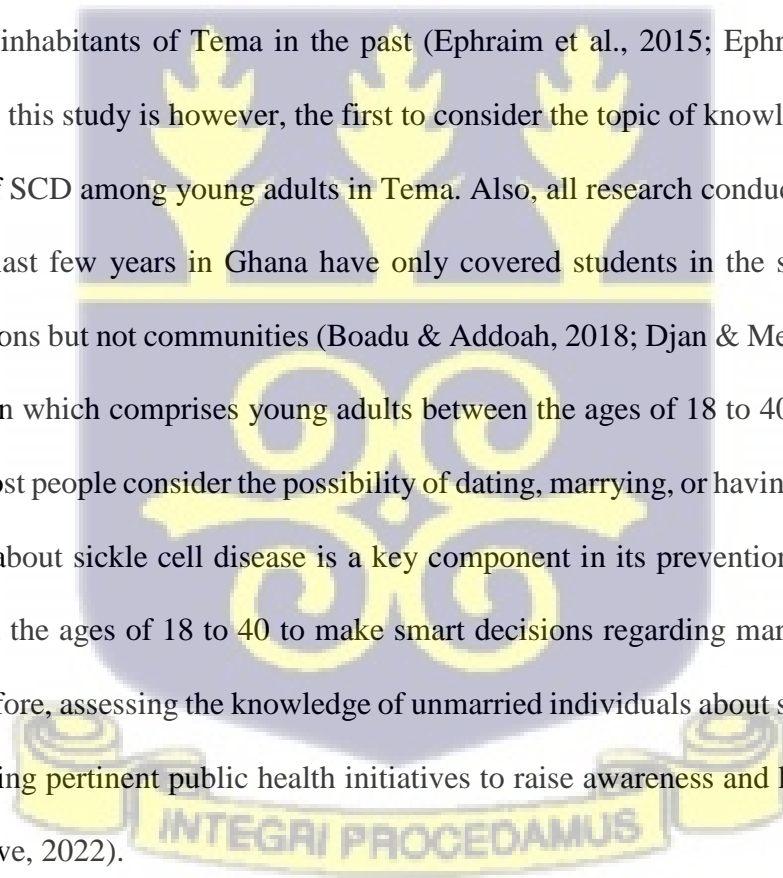 inhabitants of Tema in the past (Ephraim et al., 2015; Ephr
this study is however, the first to consider the topic of knowl
f SCD among young adults in Tema. Also, all research conduc
last few years in Ghana have only covered students in the s
ons but not communities (Boadu & Addoah, 2018; Djan & Me
n which comprises young adults between the ages of 18 to 40
ost people consider the possibility of dating, marrying, or havin
about sickle cell disease is a key component in its prevention
the ages of 18 to 40 to make smart decisions regarding mar
fore, assessing the knowledge of unmarried individuals about s
ing pertinent public health initiatives to raise awareness and l
INTEGRI PROCEDAMUS
ve, 2022).